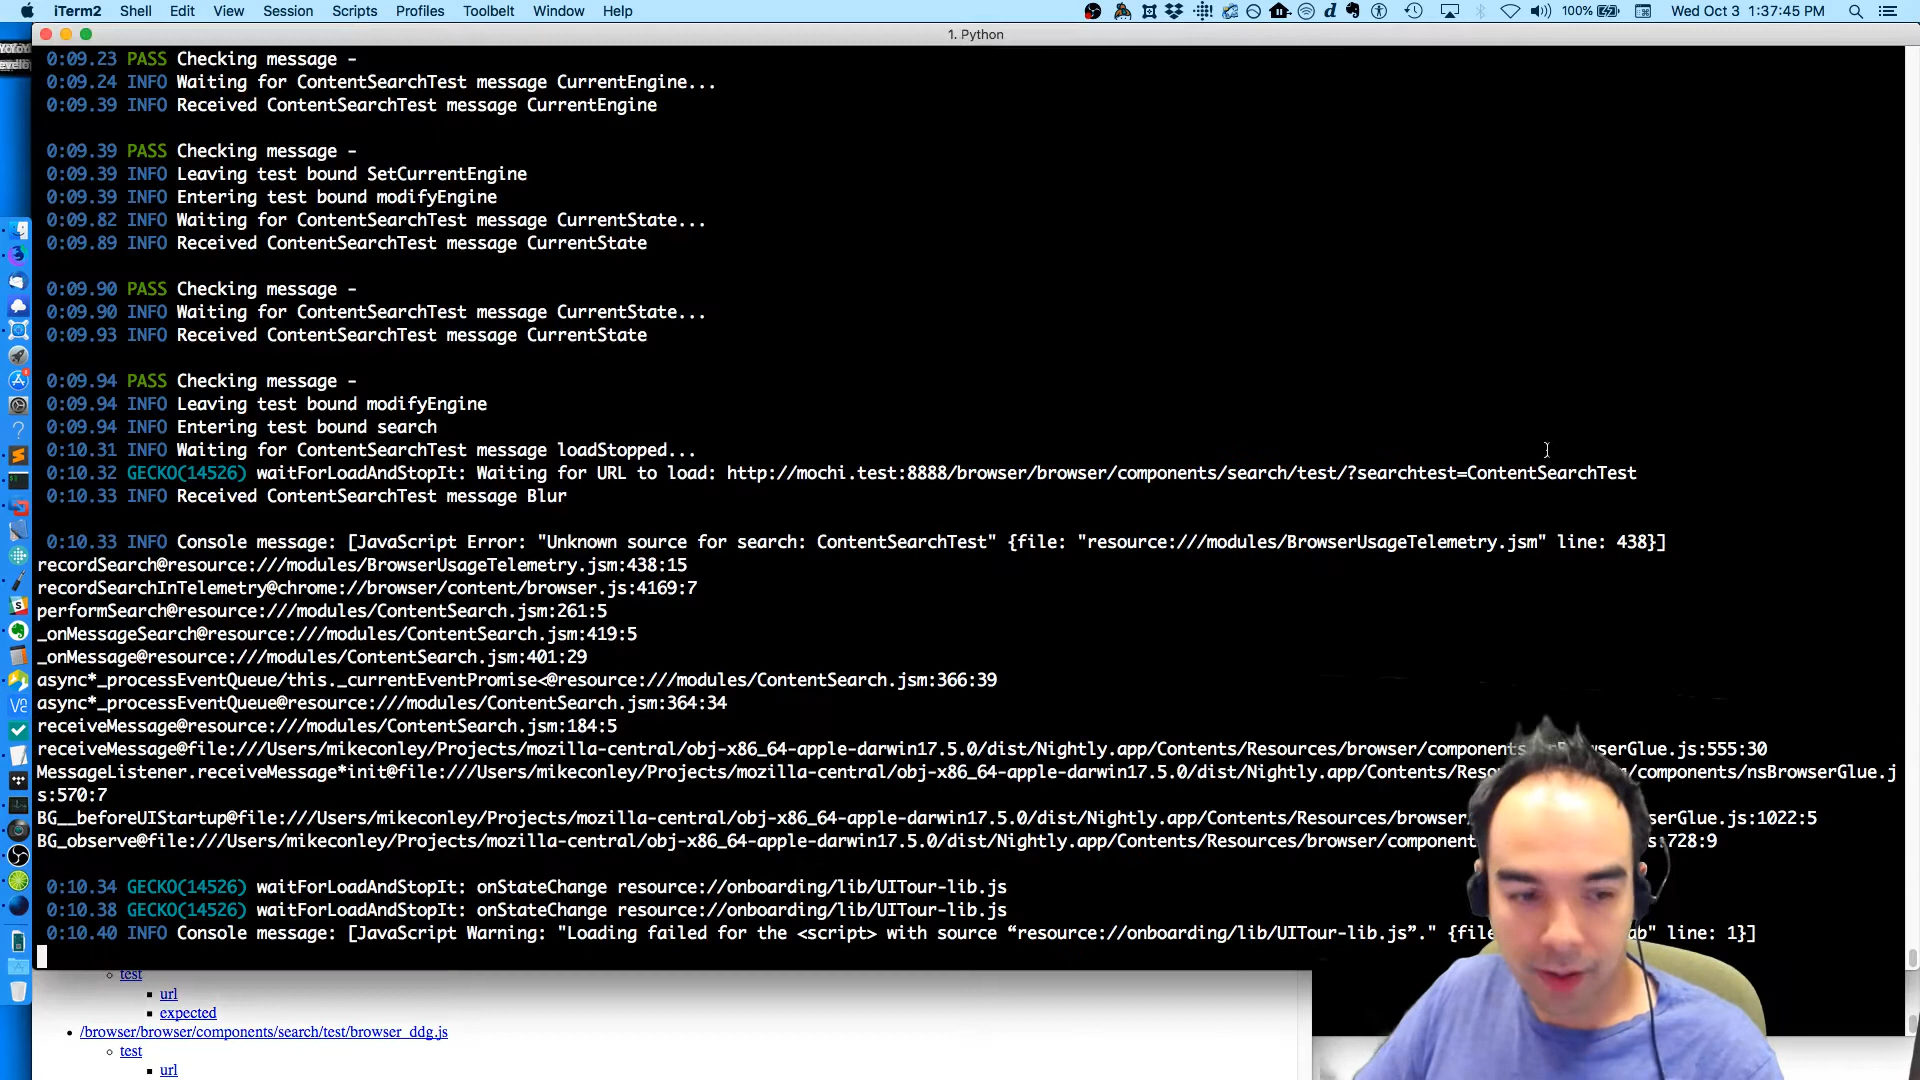 iTerm2 Shell Edit View Session Scripts Profiles Toolbelt Window Help 100% Wed Oct 3 1:37:45 PM
1. Python
0:09.23 PASS Checking message -
0:09.24 INFO Waiting for ContentSearchTest message CurrentEngine...
0:09.39 INFO Received ContentSearchTest message CurrentEngine
0:09.39 PASS Checking message -
0:09.39 INFO Leaving test bound SetCurrentEngine
0:09.39 INFO Entering test bound modifyEngine
0:09.82 INFO Waiting for ContentSearchTest message CurrentState...
0:09.89 INFO Received ContentSearchTest message CurrentState
0:09.90 PASS Checking message -
0:09.90 INFO Waiting for ContentSearchTest message CurrentState...
0:09.93 INFO Received ContentSearchTest message CurrentState
0:09.94 PASS Checking message -
0:09.94 INFO Leaving test bound modifyEngine
0:09.94 INFO Entering test bound search
0:10.31 INFO Waiting for ContentSearchTest message loadStopped...
0:10.32 GECKO(14526) waitForLoadAndStopIt: Waiting for URL to load: http://mochi.test:8888/browser/browser/components/search/test/?searchtest=ContentSearchTest
0:10.33 INFO Received ContentSearchTest message Blur
0:10.33 INFO Console message: [JavaScript Error: "Unknown source for search: ContentSearchTest" {file: "resource:///modules/BrowserUsageTelemetry.jsm" line: 438}]
recordSearch@resource:///modules/BrowserUsageTelemetry.jsm:438:15
recordSearchInTelemetry@chrome://browser/content/browser.js:4169:7
performSearch@resource:///modules/ContentSearch.jsm:261:5
_onMessageSearch@resource:///modules/ContentSearch.jsm:419:5
_onMessage@resource:///modules/ContentSearch.jsm:401:29
async*_processEventQueue/this._currentEventPromise<@resource:///modules/ContentSearch.jsm:366:39
async*_processEventQueue@resource:///modules/ContentSearch.jsm:364:34
receiveMessage@resource:///modules/ContentSearch.jsm:184:5
receiveMessage@file:///Users/mikeconley/Projects/mozilla-central/obj-x86_64-apple-darwin17.5.0/dist/Nightly.app/Contents/Resources/browser/components werGlue.js:555:30
MessageListener.receiveMessage*init@file:///Users/mikeconley/Projects/mozilla-central/obj-x86_64-apple-darwin17.5.0/dist/Nightly.app/Contents/Reso /components/nsBrowserGlue.j
s:570:7
BG__beforeUIStartup@file:///Users/mikeconley/Projects/mozilla-central/obj-x86_64-apple-darwin17.5.0/dist/Nightly.app/Contents/Resources/browser serGlue.js:1022:5
BG_observe@file:///Users/mikeconley/Projects/mozilla-central/obj-x86_64-apple-darwin17.5.0/dist/Nightly.app/Contents/Resources/browser/componen :728:9
0:10.34 GECKO(14526) waitForLoadAndStopIt: onStateChange resource://onboarding/lib/UITour-lib.js
0:10.38 GECKO(14526) waitForLoadAndStopIt: onStateChange resource://onboarding/lib/UITour-lib.js
0:10.40 INFO Console message: [JavaScript Warning: "Loading failed for the <script> with source “resource://onboarding/lib/UITour-lib.js”." {file ab" line: 1}]
test
url
expected
/browser/browser/components/search/test/browser_ddg.js
test
url